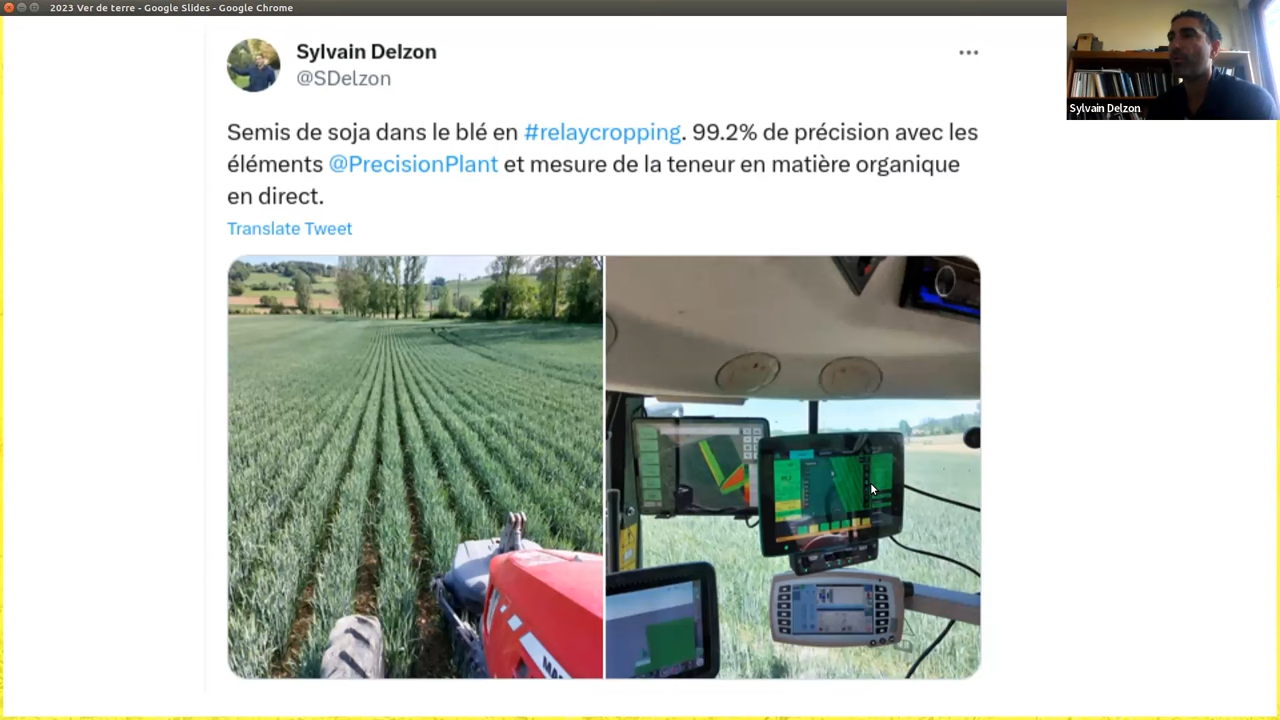 2023 Ver de terre - Google Slides - Google Chrome
Sylvain Delzon
@SDelzon
Semis de soja dans le blé en #relaycropping. 99.2% de précision avec les
éléments @PrecisionPlant et mesure de la teneur en matière organique
en direct.
Translate Tweet
Sylvain Delzon